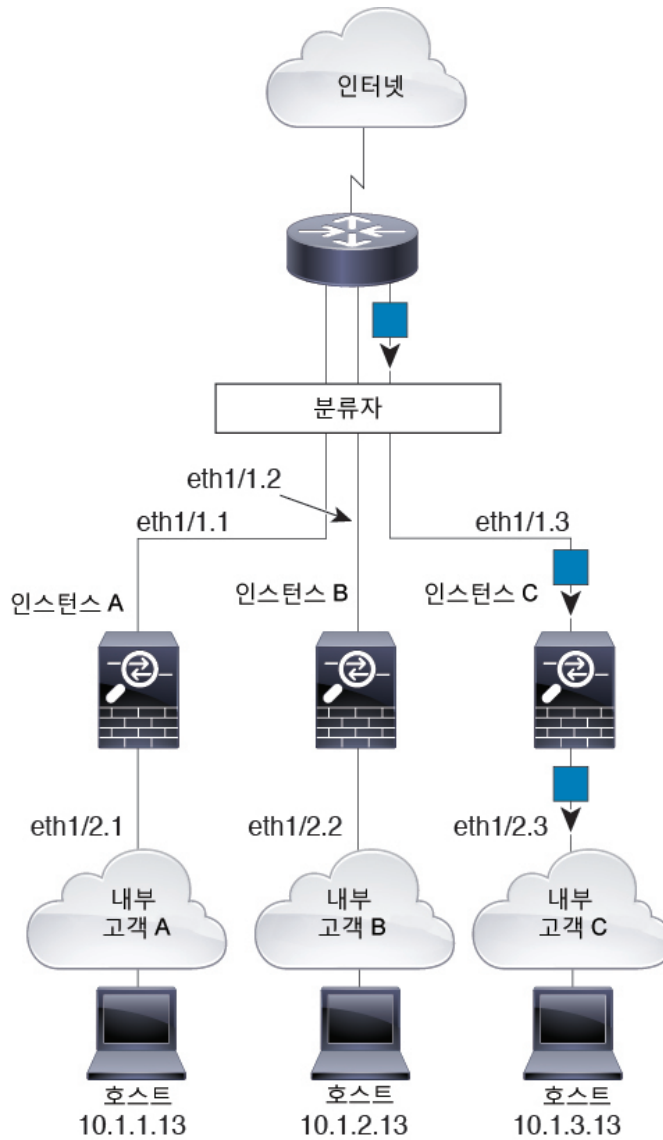 인터넷
분류자
eth1/1.2
eth1/1.1
eth1/1.3
인스턴스 A
인스턴스 B
인스턴스 C
eth1/2.1
eth1/2.2
eth1/2.3
내부
고객 A
내부
고객 B
내부
고객 C
호스트
10.1.1.13
호스트
10.1.2.13
호스트
10.1.3.13